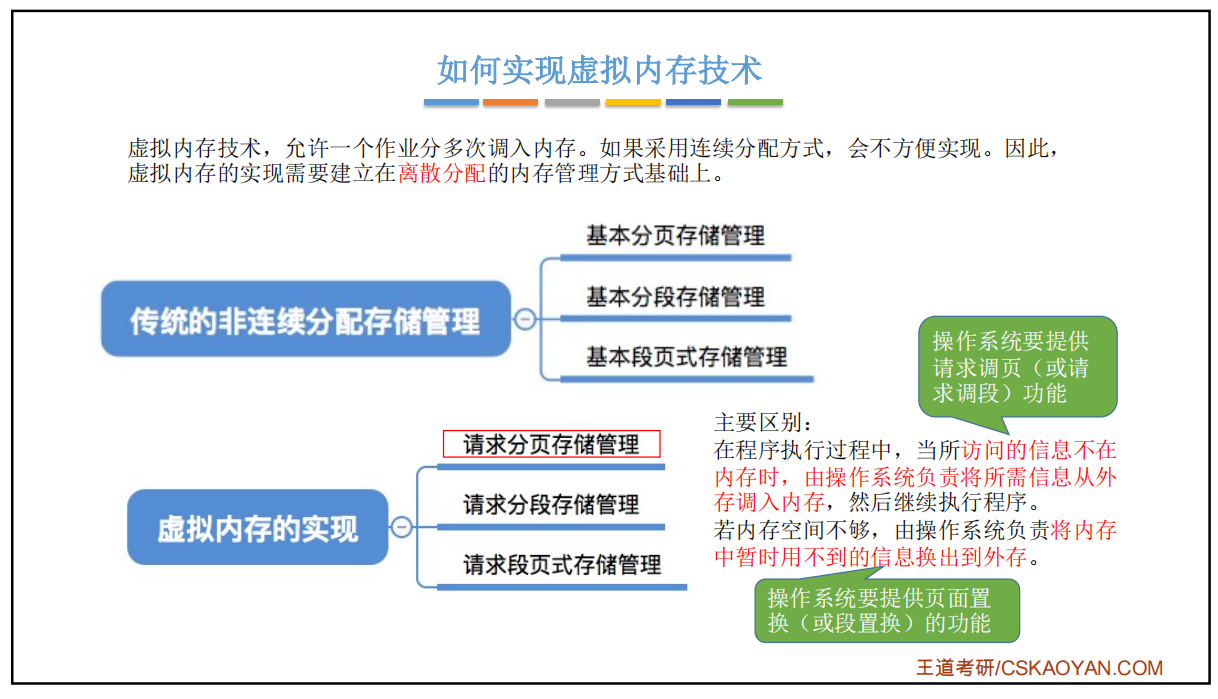 如何实现虚拟内存技术
虚拟内存技术，允许一个作业分多次调入内存。如果采用连续分配方式，会不方便实现。因此，
虚拟内存的实现需要建立在离散分配的内存管理方式基础上。
传统的非连续分配存储管理
基本分页存储管理
基本分段存储管理
基本段页式存储管理
虚拟内存的实现
请求分页存储管理
请求分段存储管理
请求段页式存储管理
操作系统要提供
请求调页（或请
求调段）功能
主要区别：
在程序执行过程中，当所访问的信息不在
内存时，由操作系统负责将所需信息从外
存调入内存，然后继续执行程序。
若内存空间不够，由操作系统负责将内存
中暂时用不到的信息换出到外存。
操作系统要提供页面置
换（或段置换）的功能
王道考研/CSKAOYAN.COM